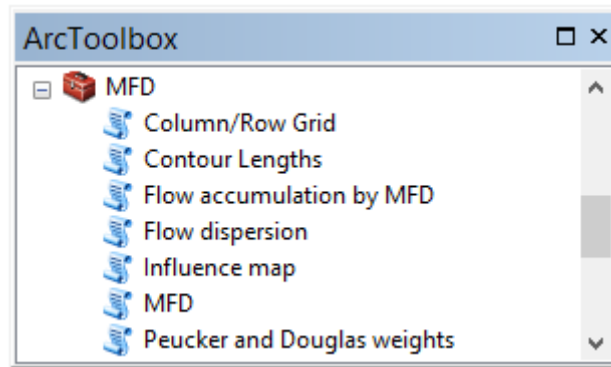 ArcToolbox
MFD
Column/Row Grid
Contour Lengths
Flow accumulation by MFD
Flow dispersion
Influence map
MFD
Peucker and Douglas weights